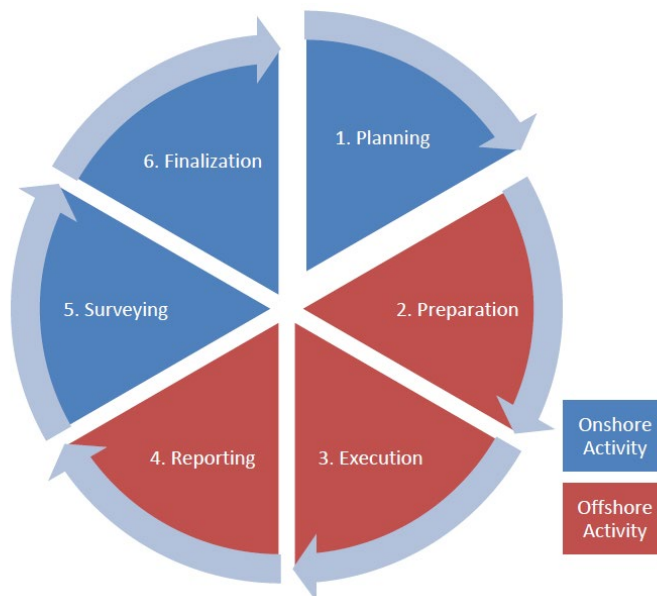 1. Planning
2. Preparation
3. Execution
4. Reporting
5. Surveying
6. Finalization
Onshore
Activity
Offshore
Activity